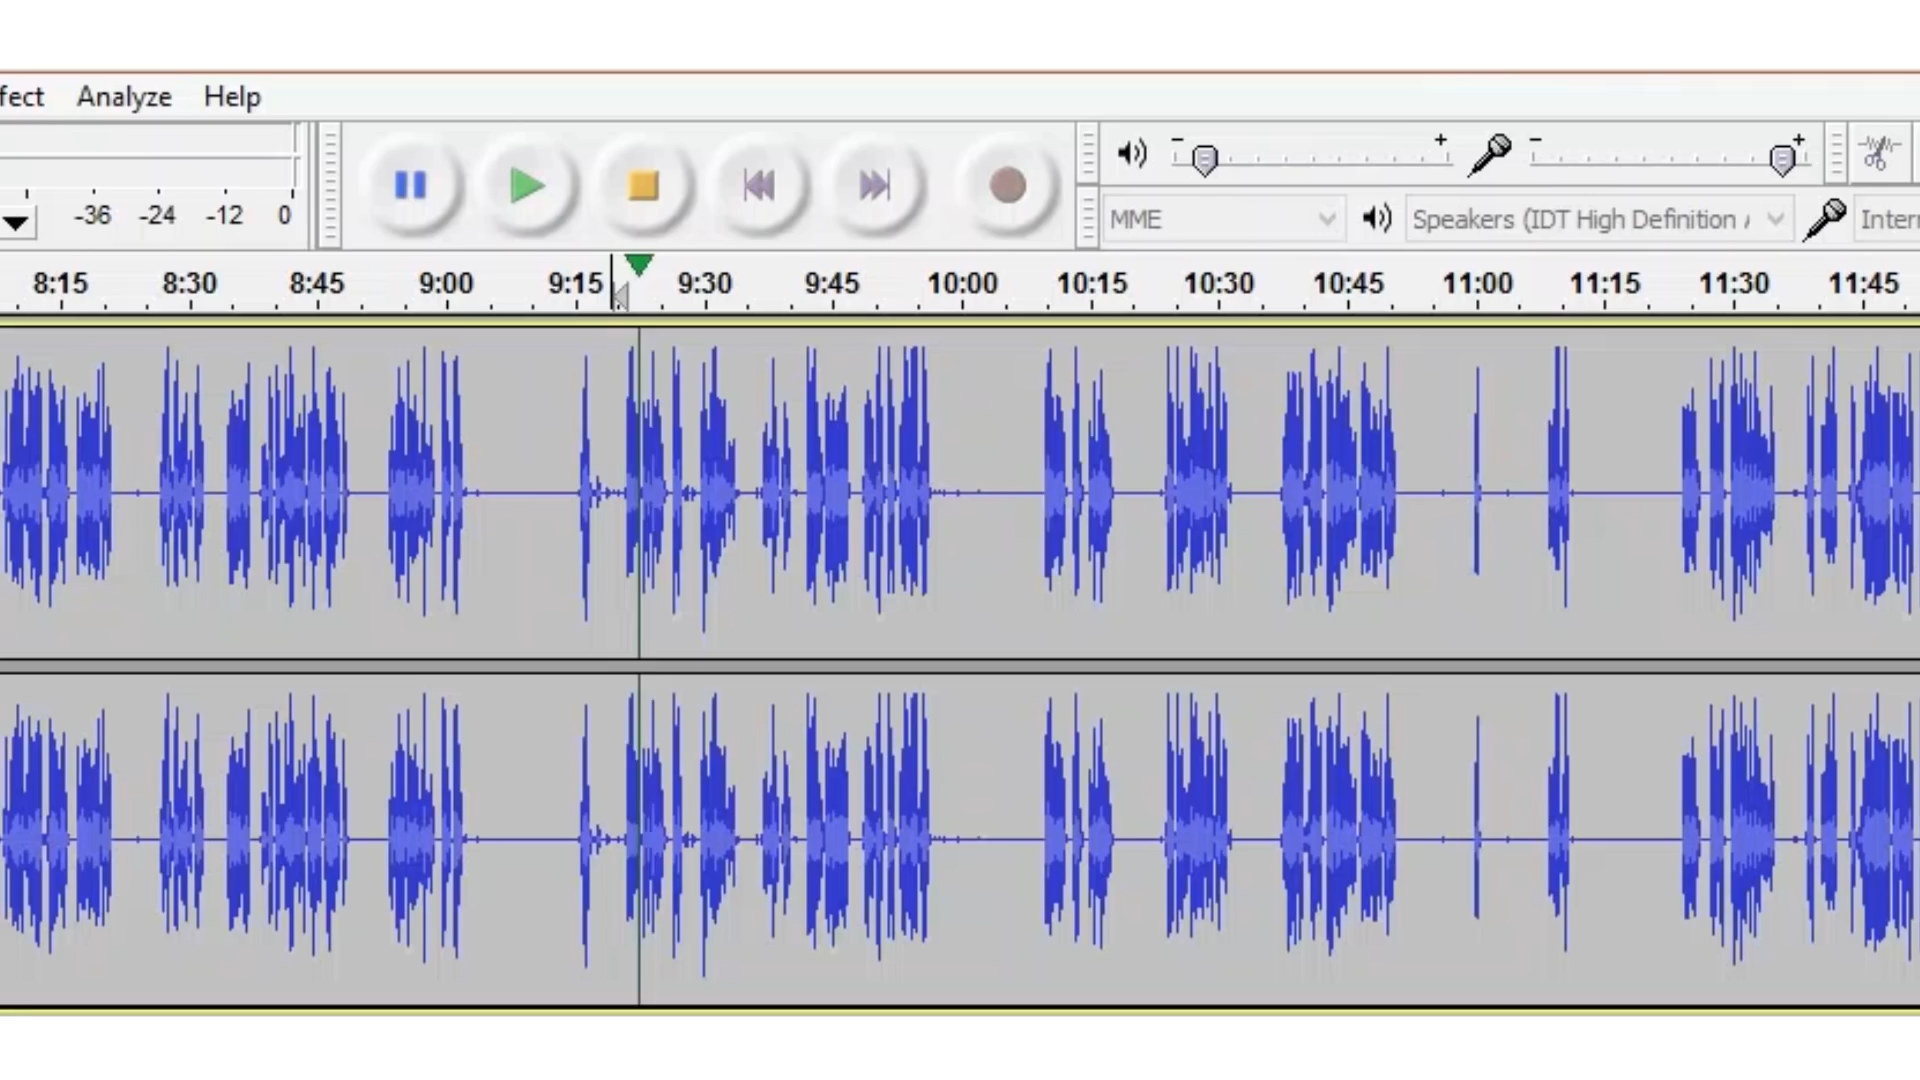 fect Analyze Help
-36 -24 -12 0
- + - +
MME Speakers (IDT High Definition Inter
8:15 8:30 8:45 9:00 9:15 9:30 9:45 10:00 10:15 10:30 10:45 11:00 11:15 11:30 11:45